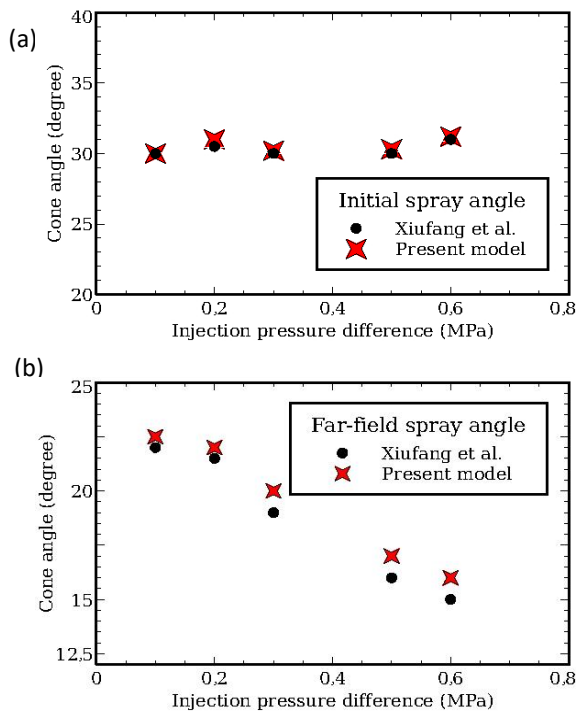 (a)
40
35
30
25
20
Cone angle (degree)
Initial spray angle
Xiufang et al.
Present model
0 0,2 0,4 0,6 0,8
Injection pressure difference (MPa)
(b)
25
20
15
12,5
Cone angle (degree)
Far-field spray angle
Xiufang et al.
Present model
0 0,2 0,4 0,6 0,8
Injection pressure difference (MPa)